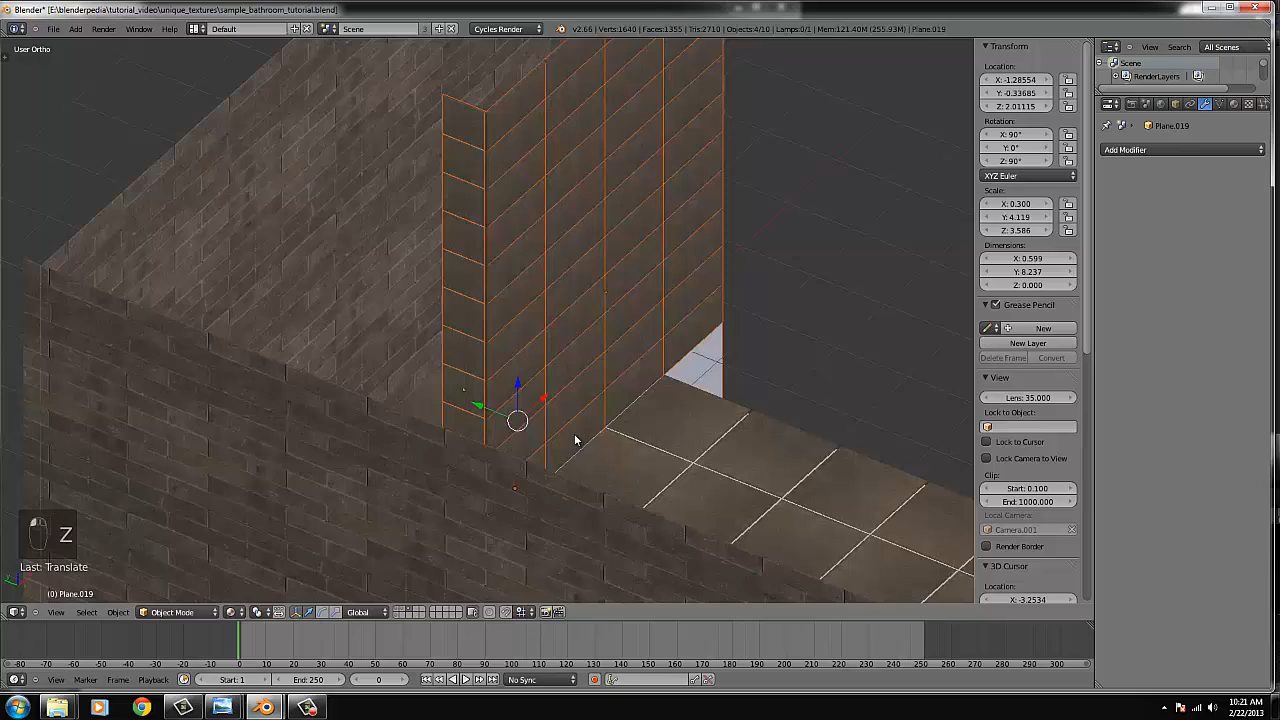 Blender* [E:\blenderpedia\tutorial_video\unique_textures\sample_bathroom_tutorial.blend]
File Add Render Window Help Default Scene 3 Cycles Render v2.66 | Verts:1640 | Faces:1355 | Tris:2710 | Objects:4/10 | Lamps:0/1 | Mem:121.40M (255.93M) | Plane.019
User Ortho
Transform
Location:
X: -1.28554
Y: -0.33685
Z: 2.01115
Rotation:
X: 90°
Y: 0°
Z: 90°
XYZ Euler
Scale:
X: 0.300
Y: 4.119
Z: 3.586
Dimensions:
X: 0.599
Y: 8.237
Z: 0.000
Grease Pencil
New
New Layer
Delete Frame Convert
View
Lens: 35.000
Lock to Object:
Lock to Cursor
Lock Camera to View
Clip:
Start: 0.100
End: 1000.000
Local Camera:
Camera.001
Render Border
3D Cursor
Location:
X: -3.2534
View Search All Scenes
Scene
RenderLayers
Plane.019
Add Modifier
Z
Last: Translate
(0) Plane.019
View Select Object Object Mode Global
-80 -70 -60 -50 -40 -30 -20 -10 0 10 20 30 40 50 60 70 80 90 100 110 120 130 140 150 160 170 180 190 200 210 220 230 240 250 260 270 280 290 300
View Marker Frame Playback Start: 1 End: 250 0 No Sync
10:21 AM
2/22/2013